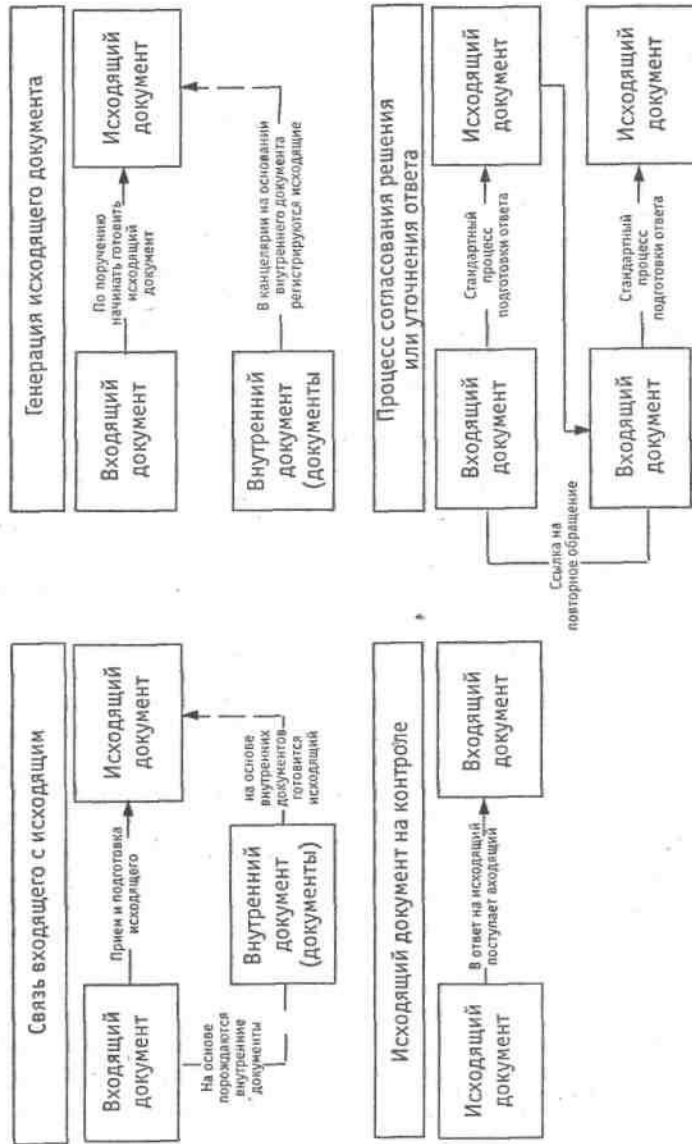 Связь входящего с исходящим
Входящий
документ
Прием и подготовка
исходящего
Исходящий
документ
На основе
порождаются
внутренние
документы
Внутренний
документ
(документы)
на основе
внутренних
документов
готовится
исходящий
Генерация исходящего документа
Входящий
документ
По поручению
начинать готовить
исходящий
документ
Исходящий
документ
Внутренний
документ
(документы)
В канцелярии на основании
внутреннего документа
регистрируются исходящие
Исходящий документ на контроле
Исходящий
документ
В ответ на исходящий
поступает входящий
Входящий
документ
Процесс согласования решения
или уточнения ответа
Входящий
документ
Стандартный
процесс
подготовки ответа
Исходящий
документ
Ссылка на
повторное обращение
Входящий
документ
Стандартный
процесс
подготовки ответа
Исходящий
документ